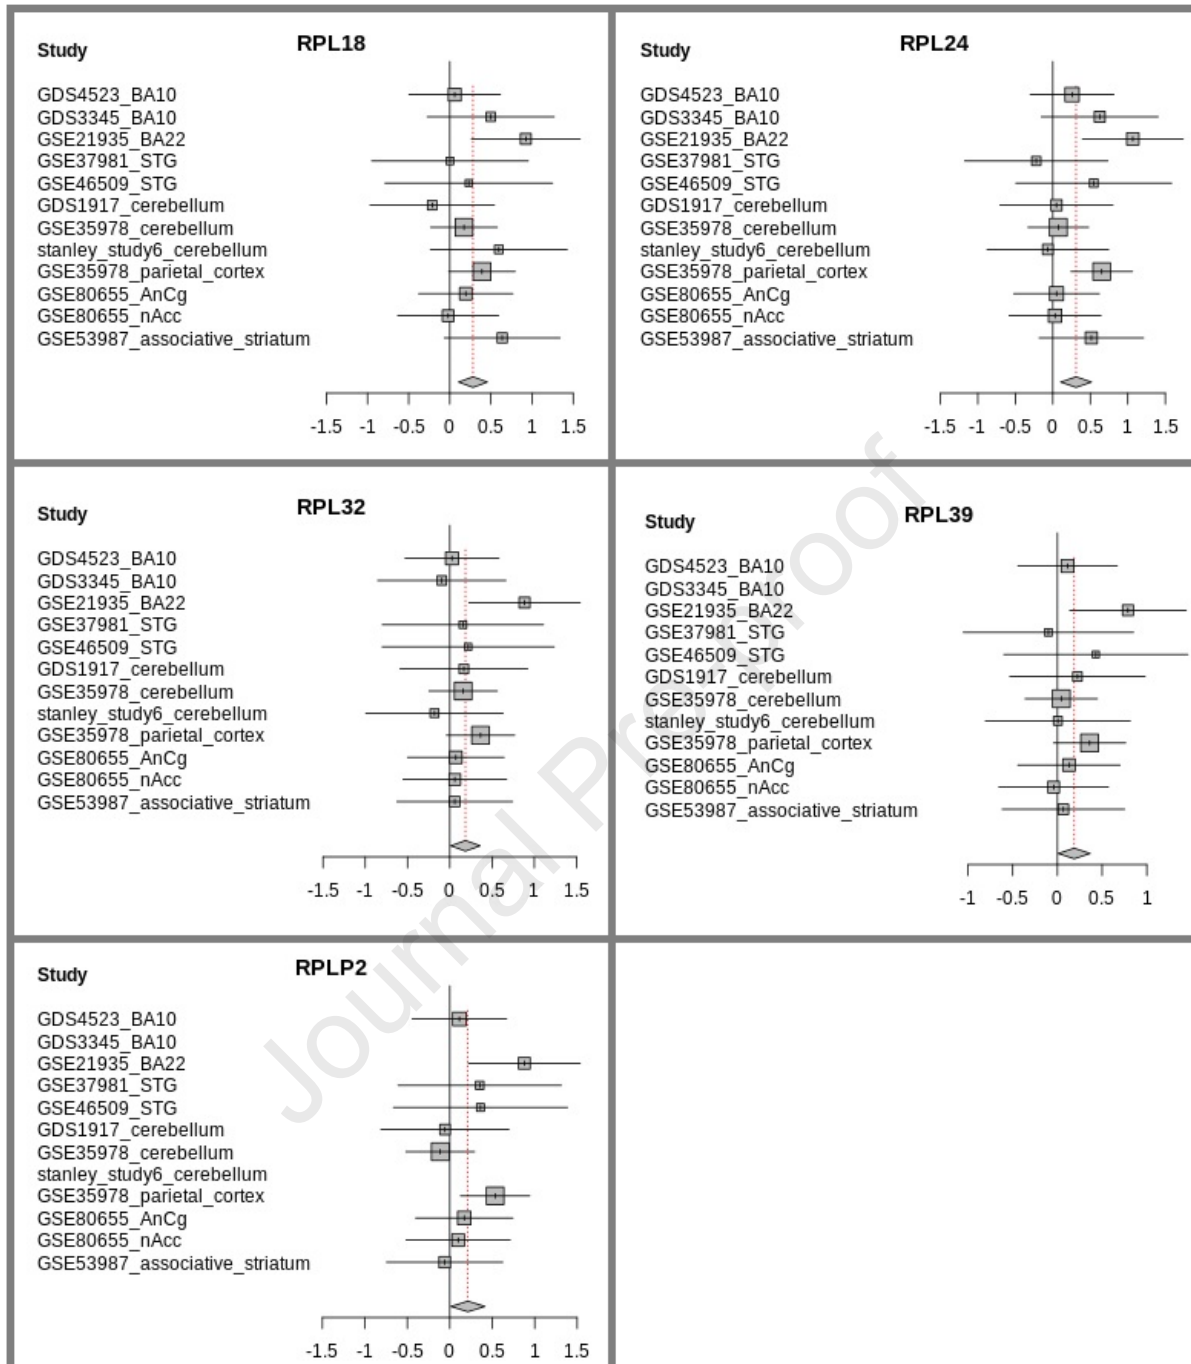 RPL18
Study
GDS4523_BA10
GDS3345_BA10
GSE21935_BA22
GSE37981_STG
GSE46509_STG
GDS1917_cerebellum
GSE35978_cerebellum
stanley_study6_cerebellum
GSE35978_parietal_cortex
GSE80655_AnCg
GSE80655_nAcc
GSE53987_associative_striatum
-1.5 -1 -0.5 0 0.5 1 1.5
RPL24
Study
GDS4523_BA10
GDS3345_BA10
GSE21935_BA22
GSE37981_STG
GSE46509_STG
GDS1917_cerebellum
GSE35978_cerebellum
stanley_study6_cerebellum
GSE35978_parietal_cortex
GSE80655_AnCg
GSE80655_nAcc
GSE53987_associative_striatum
-1.5 -1 -0.5 0 0.5 1 1.5
RPL32
Study
GDS4523_BA10
GDS3345_BA10
GSE21935_BA22
GSE37981_STG
GSE46509_STG
GDS1917_cerebellum
GSE35978_cerebellum
stanley_study6_cerebellum
GSE35978_parietal_cortex
GSE80655_AnCg
GSE80655_nAcc
GSE53987_associative_striatum
-1.5 -1 -0.5 0 0.5 1 1.5
RPL39
Study
GDS4523_BA10
GDS3345_BA10
GSE21935_BA22
GSE37981_STG
GSE46509_STG
GDS1917_cerebellum
GSE35978_cerebellum
stanley_study6_cerebellum
GSE35978_parietal_cortex
GSE80655_AnCg
GSE80655_nAcc
GSE53987_associative_striatum
-1 -0.5 0 0.5 1
RPLP2
Study
GDS4523_BA10
GDS3345_BA10
GSE21935_BA22
GSE37981_STG
GSE46509_STG
GDS1917_cerebellum
GSE35978_cerebellum
stanley_study6_cerebellum
GSE35978_parietal_cortex
GSE80655_AnCg
GSE80655_nAcc
GSE53987_associative_striatum
-1.5 -1 -0.5 0 0.5 1 1.5
Journal Pre-proof